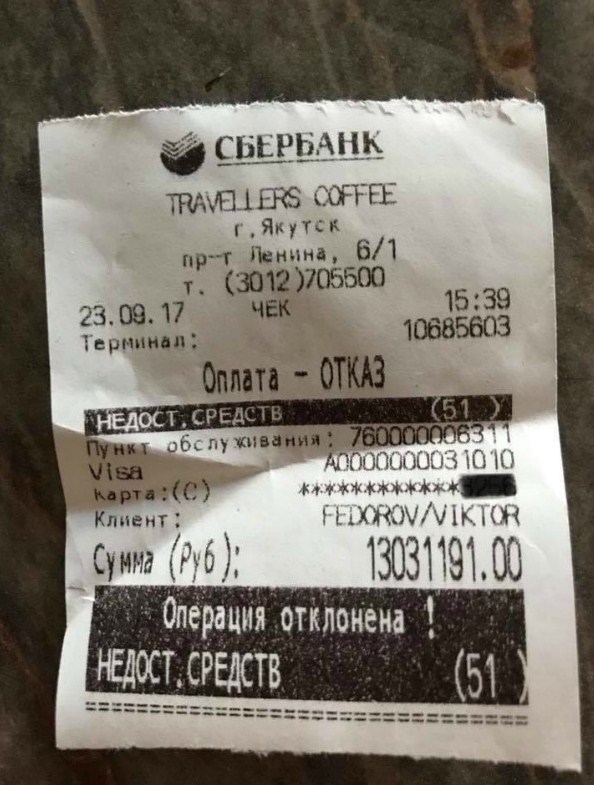 СБЕРБАНК
TRAVELLERS COFFEE
г.Якутск
пр-т Ленина, 6/1
т. (3012)705500
23.09.17 ЧЕК 15:39
Терминал: 10685603
Оплата - ОТКАЗ
НЕДОСТ.СРЕДСТВ (51 )
Пункт обслуживания: 760000006311
Visa A0000000031010
Карта:(C) ************
Клиент: FEDOROV/VIKTOR
Сумма (Руб): 13031191.00
Операция отклонена !
НЕДОСТ.СРЕДСТВ (51 )
==============================